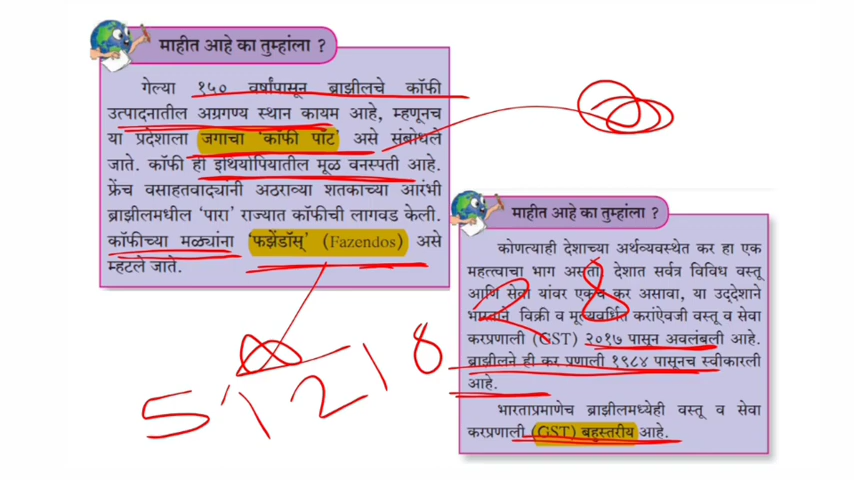 माहीत आहे का तुम्हांला ?
गेल्या १५० वर्षांपासून ब्राझीलचे कॉफी
उत्पादनातील अग्रगण्य स्थान कायम आहे, म्हणूनच
या प्रदेशाला जगाचा ‘कॉफी पॉट’ असे संबोधले
जाते. कॉफी ही इथियोपियातील मूळ वनस्पती आहे.
फ्रेंच वसाहतवाद्यांनी अठराव्या शतकाच्या आरंभी
ब्राझीलमधील ‘पारा’ राज्यात कॉफीची लागवड केली.
कॉफीच्या मळ्यांना ‘फझेंडॉस्’ (Fazendos) असे
म्हटले जाते.
माहीत आहे का तुम्हांला ?
कोणत्याही देशाच्या अर्थव्यवस्थेत कर हा एक
महत्त्वाचा भाग असतो. देशात सर्वत्र विविध वस्तू
आणि सेवा यांवर एकच कर असावा, या उद्देशाने
भारताने विक्री व मूल्यवर्धित करांऐवजी वस्तू व सेवा
करप्रणाली (GST) २०१७ पासून अवलंबली आहे.
ब्राझीलने ही कर प्रणाली १९८४ पासूनच स्वीकारली
आहे.
भारताप्रमाणेच ब्राझीलमध्येही वस्तू व सेवा
करप्रणाली (GST) बहुस्तरीय आहे.
2 8
5 1 2 1 8